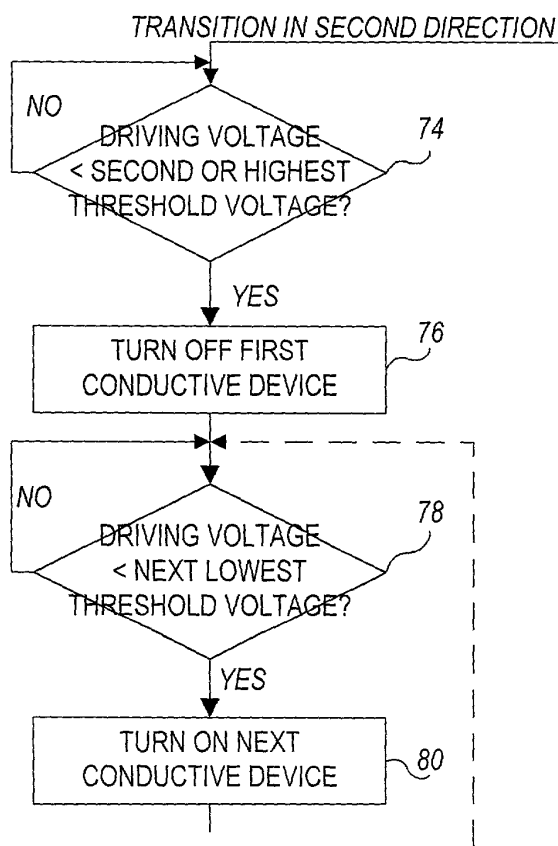 TRANSITION IN SECOND DIRECTION
NO
DRIVING VOLTAGE
< SECOND OR HIGHEST
THRESHOLD VOLTAGE?
74
YES
TURN OFF FIRST
CONDUCTIVE DEVICE
76
NO
DRIVING VOLTAGE
< NEXT LOWEST
THRESHOLD VOLTAGE?
78
YES
TURN ON NEXT
CONDUCTIVE DEVICE
80